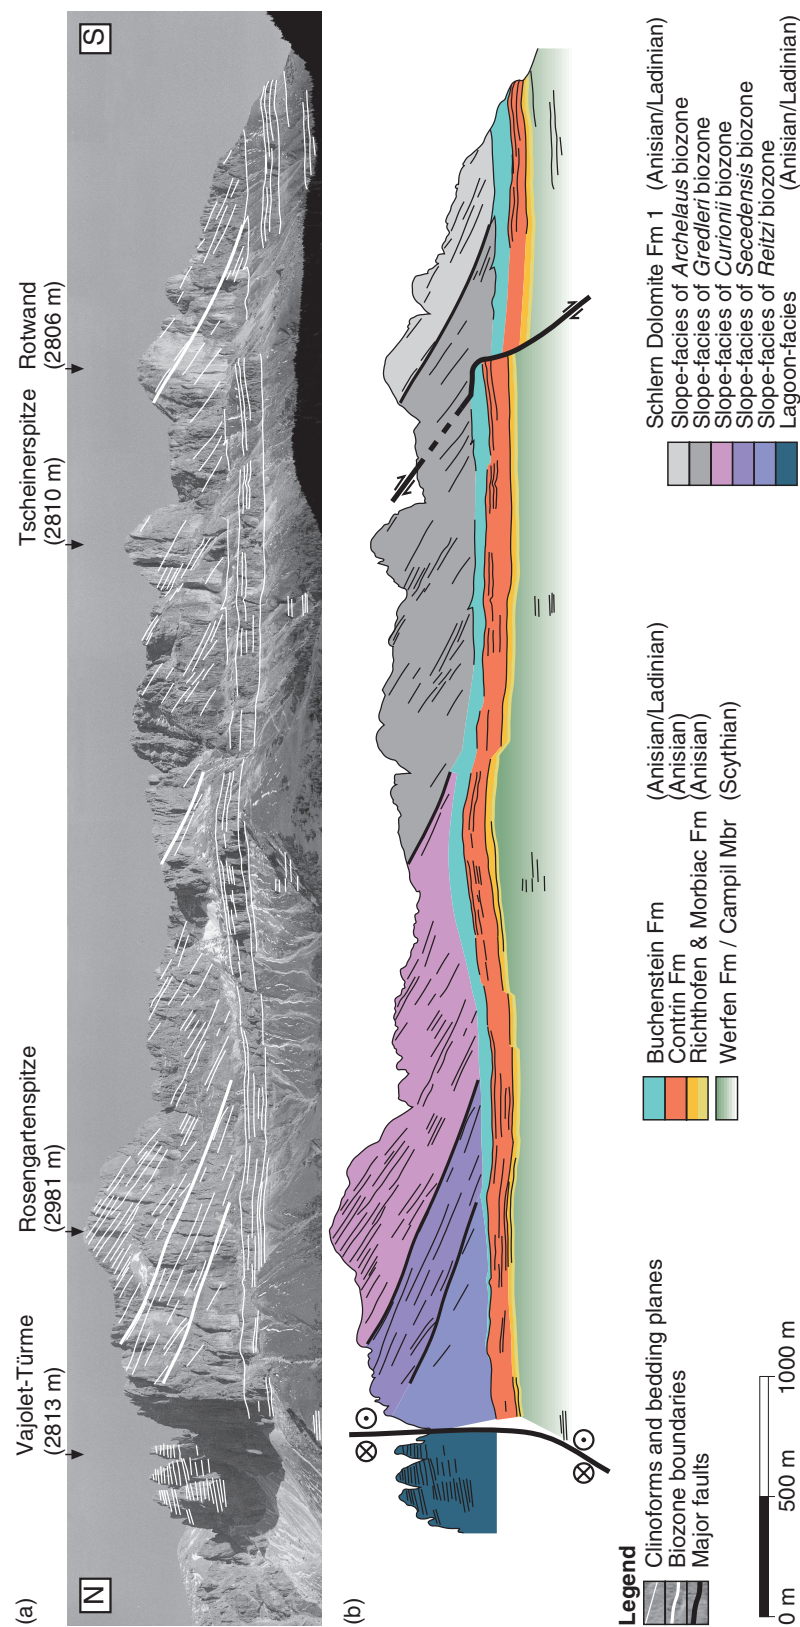 (a)
N
S
Vajolet-Türme
(2813 m)
Rosengartenspitze
(2981 m)
Tscheinerspitze
(2810 m)
Rotwand
(2806 m)
(b)
Legend
Clinoforms and bedding planes
Biozone boundaries
Major faults
0 m 500 m 1000 m
Buchenstein Fm (Anisian/Ladinian)
Contrin Fm (Anisian)
Richthofen & Morbiac Fm (Anisian)
Werfen Fm / Campil Mbr (Scythian)
Schlern Dolomite Fm 1 (Anisian/Ladinian)
Slope-facies of Archelaus biozone
Slope-facies of Gredleri biozone
Slope-facies of Curionii biozone
Slope-facies of Secedensis biozone
Slope-facies of Reitzi biozone
Lagoon-facies (Anisian/Ladinian)